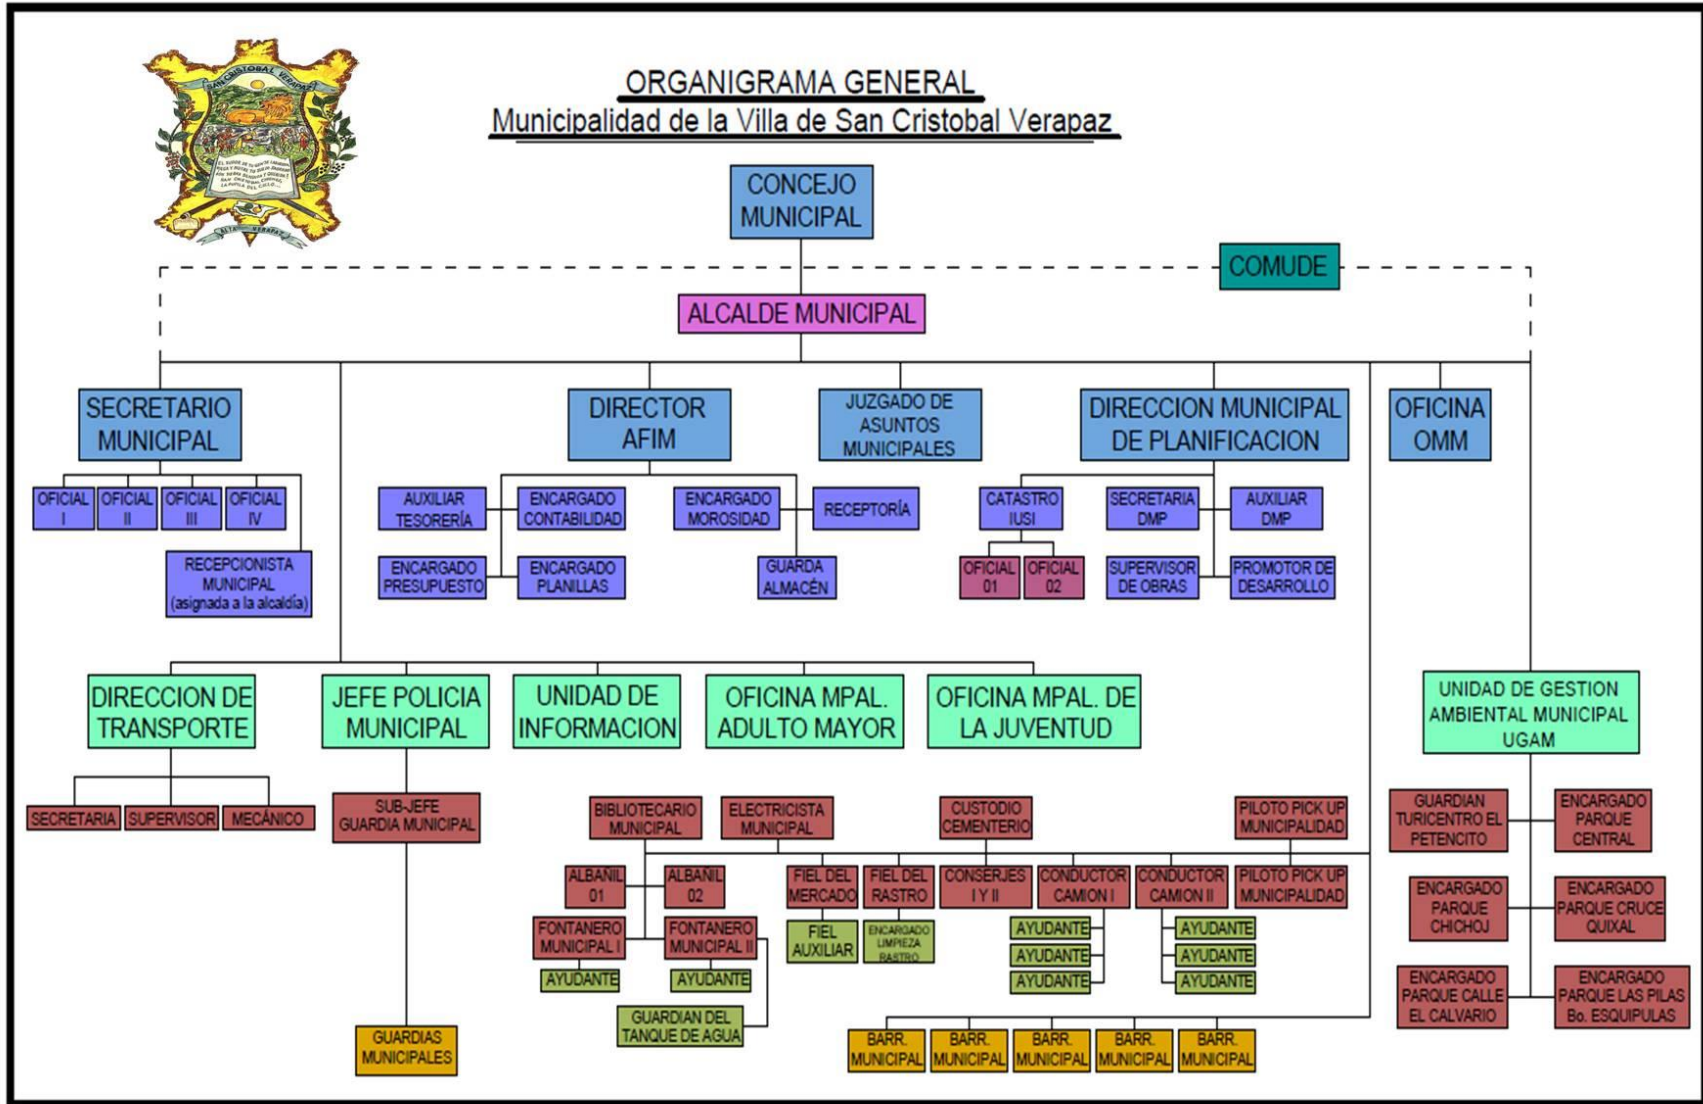 SAN CRISTOBAL VERAPAZ
ALTA VERAPAZ
ORGANIGRAMA GENERAL
Municipalidad de la Villa de San Cristobal Verapaz
CONCEJO
MUNICIPAL
COMUDE
ALCALDE MUNICIPAL
SECRETARIO
MUNICIPAL
DIRECTOR
AFIM
JUZGADO DE
ASUNTOS
MUNICIPALES
DIRECCION MUNICIPAL
DE PLANIFICACION
OFICINA
OMM
OFICIAL
I
OFICIAL
II
OFICIAL
III
OFICIAL
IV
RECEPCIONISTA
MUNICIPAL
(asignada a la alcaldía)
AUXILIAR
TESORERÍA
ENCARGADO
CONTABILIDAD
ENCARGADO
MOROSIDAD
RECEPTORÍA
ENCARGADO
PRESUPUESTO
ENCARGADO
PLANILLAS
GUARDA
ALMACÉN
CATASTRO
IUSI
SECRETARIA
DMP
AUXILIAR
DMP
OFICIAL
01
OFICIAL
02
SUPERVISOR
DE OBRAS
PROMOTOR DE
DESARROLLO
DIRECCION DE
TRANSPORTE
JEFE POLICIA
MUNICIPAL
UNIDAD DE
INFORMACION
OFICINA MPAL.
ADULTO MAYOR
OFICINA MPAL. DE
LA JUVENTUD
UNIDAD DE GESTION
AMBIENTAL MUNICIPAL
UGAM
SECRETARIA
SUPERVISOR
MECÁNICO
SUB-JEFE
GUARDIA MUNICIPAL
GUARDIAS
MUNICIPALES
BIBLIOTECARIO
MUNICIPAL
ELECTRICISTA
MUNICIPAL
CUSTODIO
CEMENTERIO
PILOTO PICK UP
MUNICIPALIDAD
ALBAÑIL
01
ALBAÑIL
02
FIEL DEL
MERCADO
FIEL DEL
RASTRO
CONSERJES
I Y II
CONDUCTOR
CAMION I
CONDUCTOR
CAMION II
PILOTO PICK UP
MUNICIPALIDAD
FONTANERO
MUNICIPAL I
FONTANERO
MUNICIPAL II
FIEL
AUXILIAR
ENCARGADO
LIMPIEZA
RASTRO
AYUDANTE
AYUDANTE
AYUDANTE
AYUDANTE
AYUDANTE
AYUDANTE
AYUDANTE
AYUDANTE
GUARDIAN DEL
TANQUE DE AGUA
BARR.
MUNICIPAL
BARR.
MUNICIPAL
BARR.
MUNICIPAL
BARR.
MUNICIPAL
BARR.
MUNICIPAL
GUARDIAN
TURICENTRO EL
PETENCITO
ENCARGADO
PARQUE
CENTRAL
ENCARGADO
PARQUE
CHICHOJ
ENCARGADO
PARQUE CRUCE
QUIXAL
ENCARGADO
PARQUE CALLE
EL CALVARIO
ENCARGADO
PARQUE LAS PILAS
Bo. ESQUIPULAS